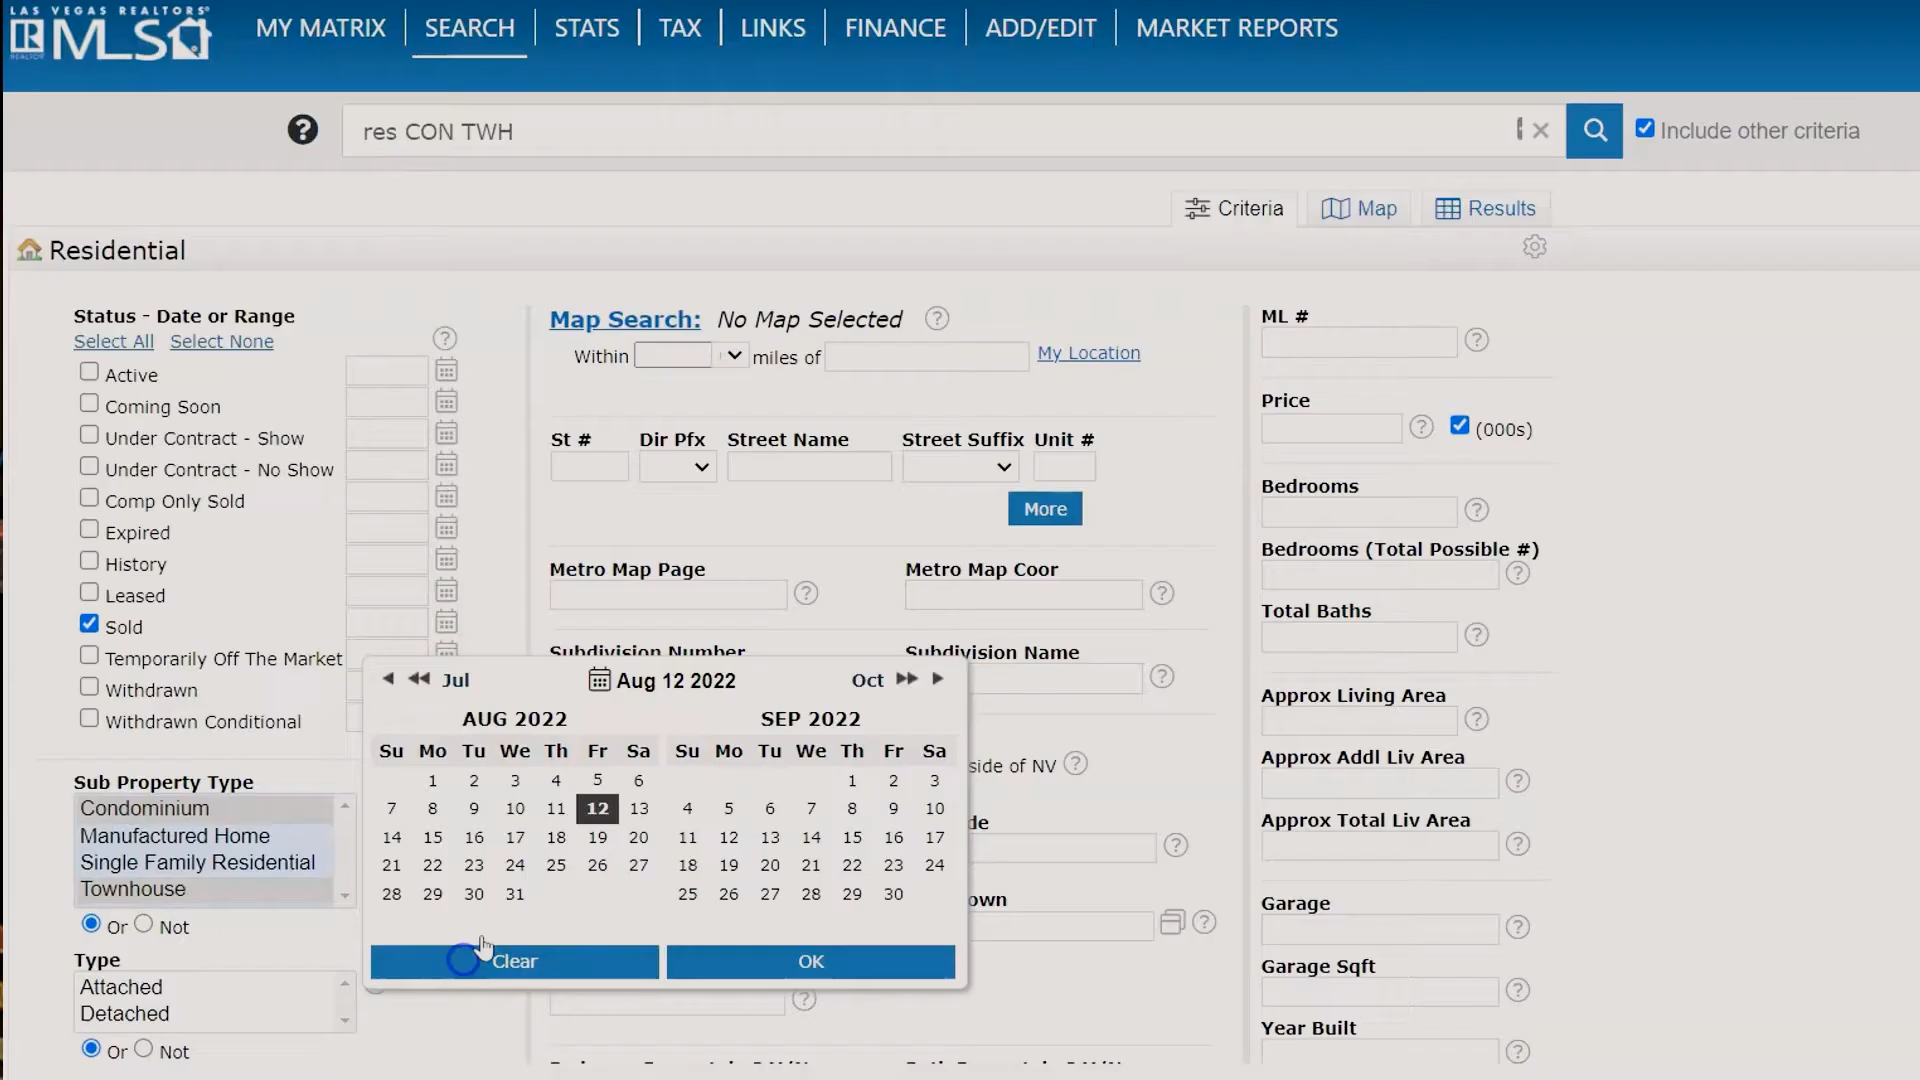 LAS VEGAS REALTORS®
MLS
MY MATRIX
SEARCH
STATS
TAX
LINKS
FINANCE
ADD/EDIT
MARKET REPORTS
res CON TWH
Include other criteria
Criteria
Map
Results
Residential
Status - Date or Range
Select All Select None
Active
Coming Soon
Under Contract - Show
Under Contract - No Show
Comp Only Sold
Expired
History
Leased
Sold
Temporarily Off The Market
Withdrawn
Withdrawn Conditional
Sub Property Type
Condominium
Manufactured Home
Single Family Residential
Townhouse
Or Not
Type
Attached
Detached
Or Not
Map Search: No Map Selected
Within miles of My Location
St # Dir Pfx Street Name Street Suffix Unit #
More
Metro Map Page Metro Map Coor
Subdivision Number Subdivision Name
Jul Aug 12 2022 Oct
AUG 2022 SEP 2022
Su Mo Tu We Th Fr Sa Su Mo Tu We Th Fr Sa
1 2 3 4 5 6 1 2 3
7 8 9 10 11 12 13 4 5 6 7 8 9 10
14 15 16 17 18 19 20 11 12 13 14 15 16 17
21 22 23 24 25 26 27 18 19 20 21 22 23 24
28 29 30 31 25 26 27 28 29 30
Clear OK
side of NV
de
own
ML #
Price
(000s)
Bedrooms
Bedrooms (Total Possible #)
Total Baths
Approx Living Area
Approx Addl Liv Area
Approx Total Liv Area
Garage
Garage Sqft
Year Built